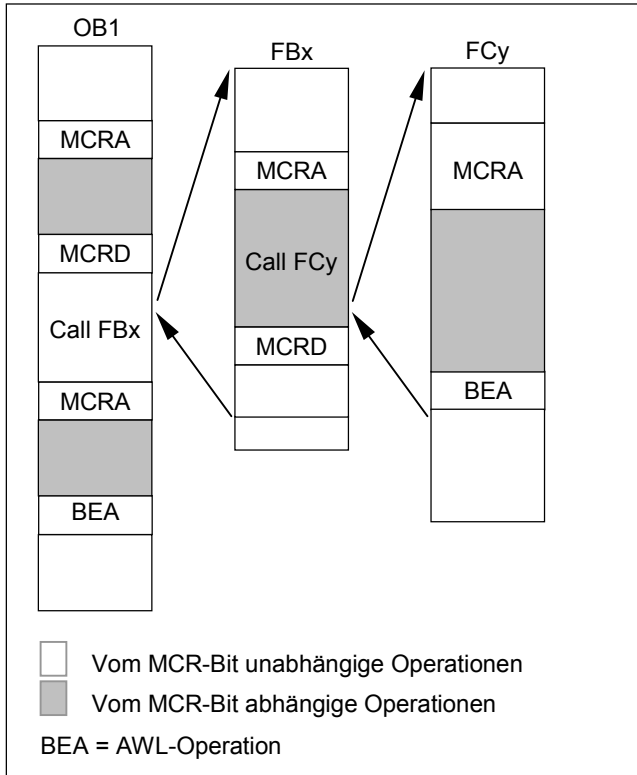 OB1
MCRA
MCRD
Call FBx
MCRA
BEA
FBx
MCRA
Call FCy
MCRD
FCy
MCRA
BEA
Vom MCR-Bit unabhängige Operationen
Vom MCR-Bit abhängige Operationen
BEA = AWL-Operation